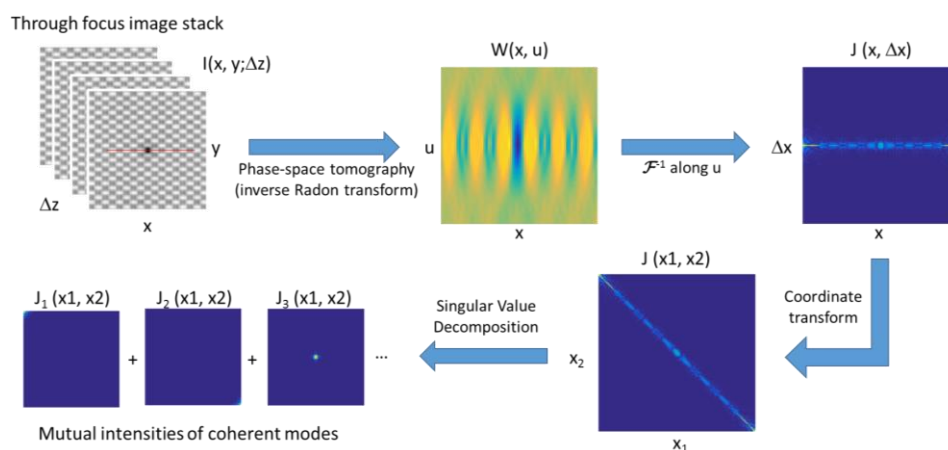 Through focus image stack
I(x, y;Δz)
y
Δz
x
Phase-space tomography
(inverse Radon transform)
W(x, u)
u
x
𝓕⁻¹ along u
J (x, Δx)
Δx
x
Coordinate
transform
J (x1, x2)
x₂
x₁
Singular Value
Decomposition
J₁ (x1, x2)
+
J₂ (x1, x2)
+
J₃ (x1, x2)
...
Mutual intensities of coherent modes